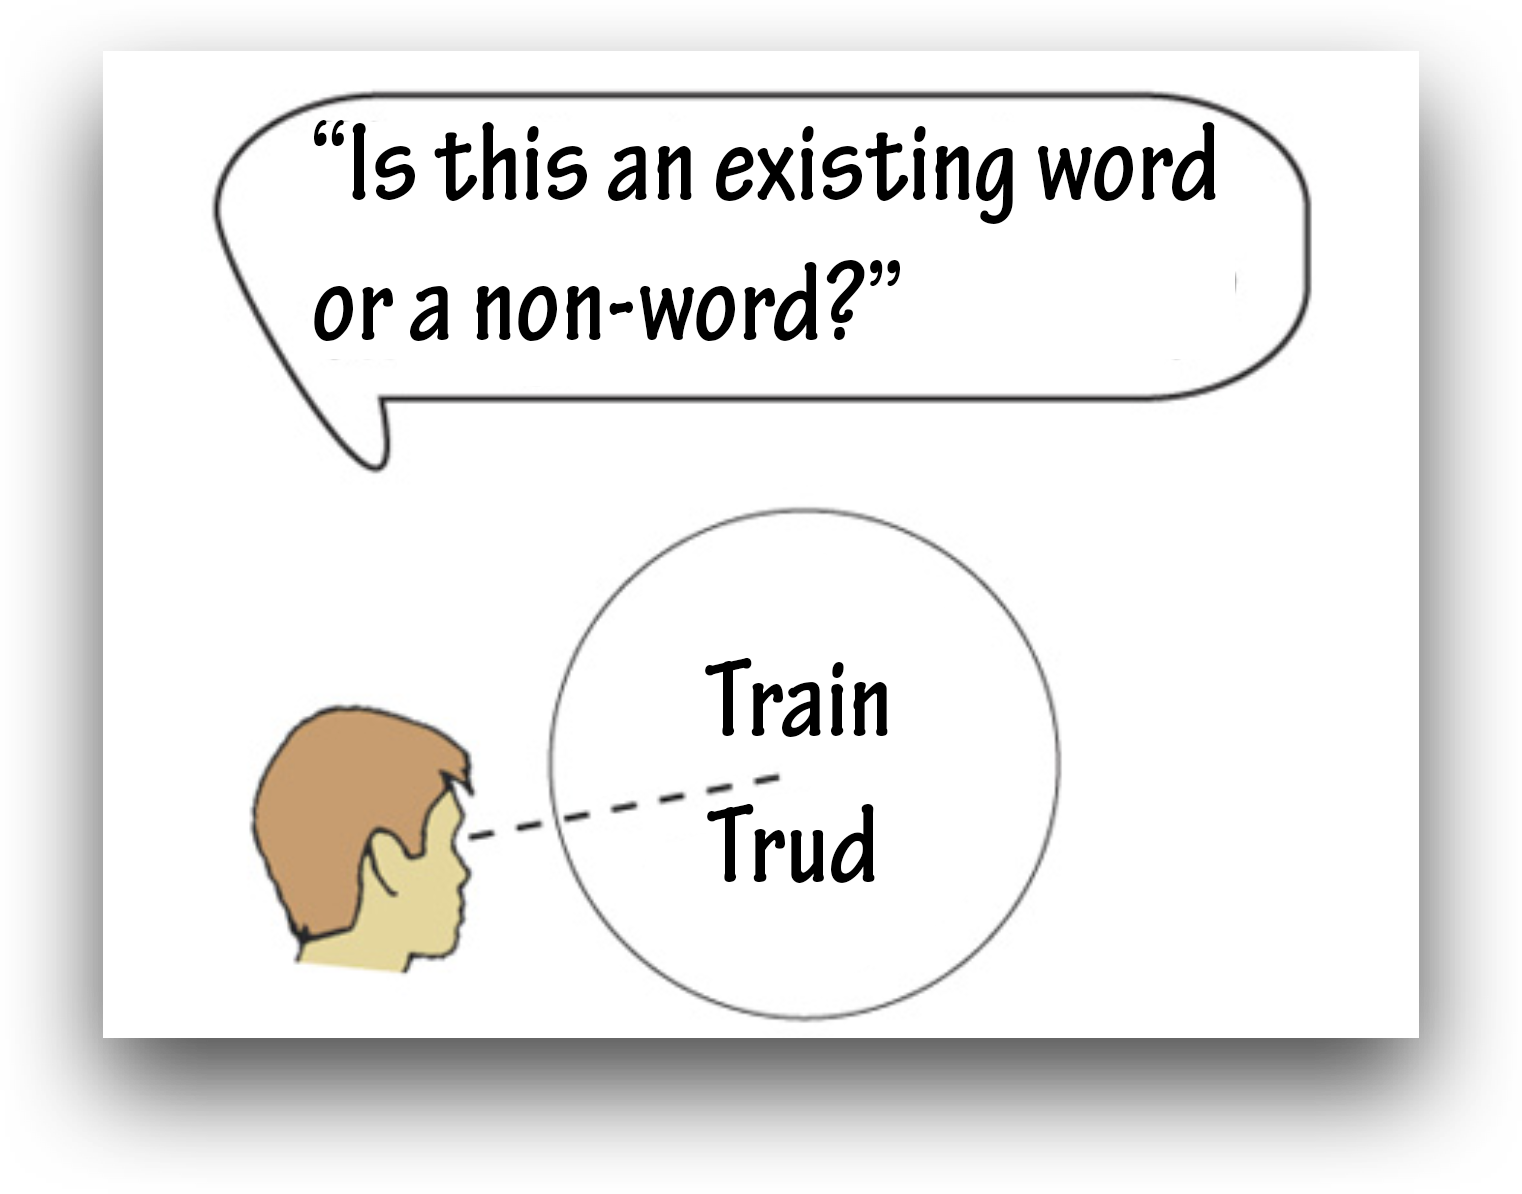 “Is this an existing word
or a non-word?”
Train
Trud